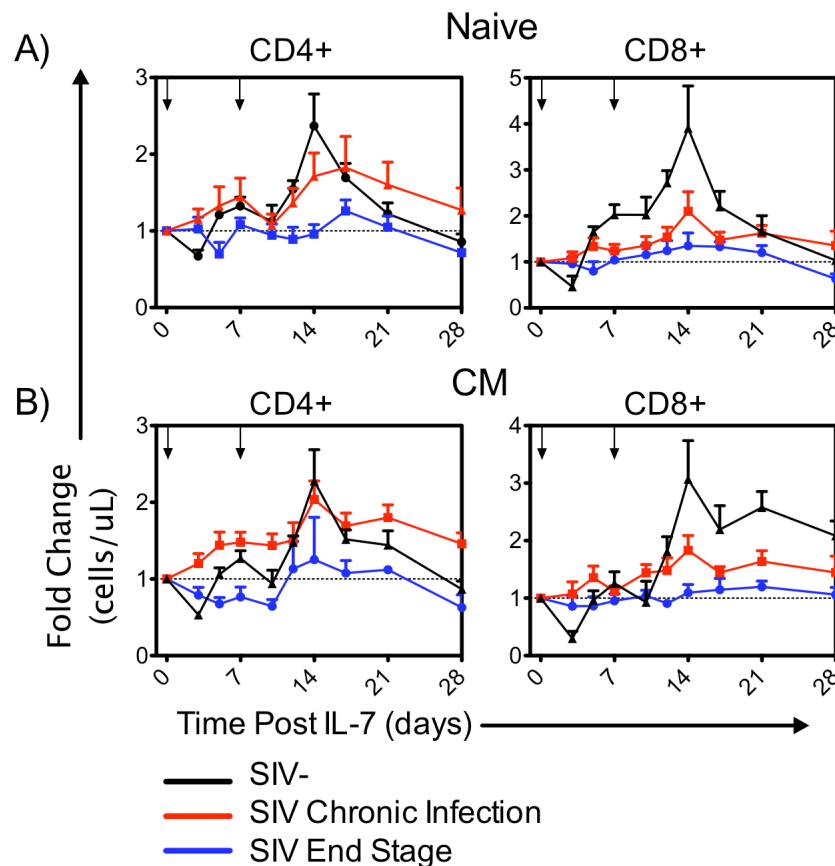 Naive
A)
CD4+
CD8+
3
2
1
0
0
7
14
21
28
5
4
3
2
1
0
0
7
14
21
28
CM
B)
CD4+
CD8+
3
2
1
0
0
7
14
21
28
4
3
2
1
0
0
7
14
21
28
Fold Change
(cells/uL)
Time Post IL-7 (days)
SIV-
SIV Chronic Infection
SIV End Stage